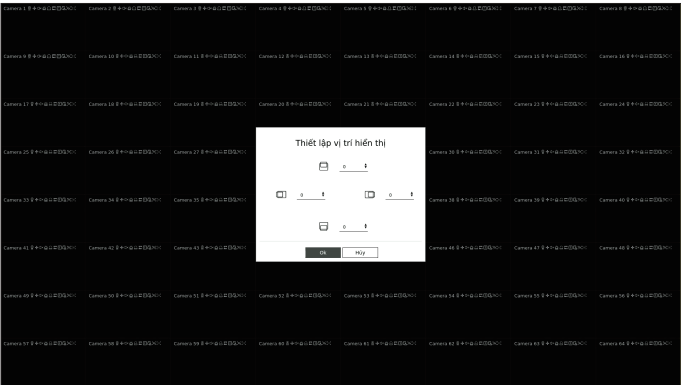 Camera 1 Camera 2 Camera 3 Camera 4 Camera 5 Camera 6 Camera 7 Camera 8
Camera 9 Camera 10 Camera 11 Camera 12 Camera 13 Camera 14 Camera 15 Camera 16
Camera 17 Camera 18 Camera 19 Camera 20 Camera 21 Camera 22 Camera 23 Camera 24
Thiết lập vị trí hiển thị
Camera 25 Camera 26 Camera 27 Camera 30 Camera 31 Camera 32
0
0 0
Camera 33 Camera 34 Camera 35 Camera 38 Camera 39 Camera 40
0
Camera 41 Camera 42 Camera 43 Camera 46 Camera 47 Camera 48
Ok Hủy
Camera 49 Camera 50 Camera 51 Camera 52 Camera 53 Camera 54 Camera 55 Camera 56
Camera 57 Camera 58 Camera 59 Camera 60 Camera 61 Camera 62 Camera 63 Camera 64